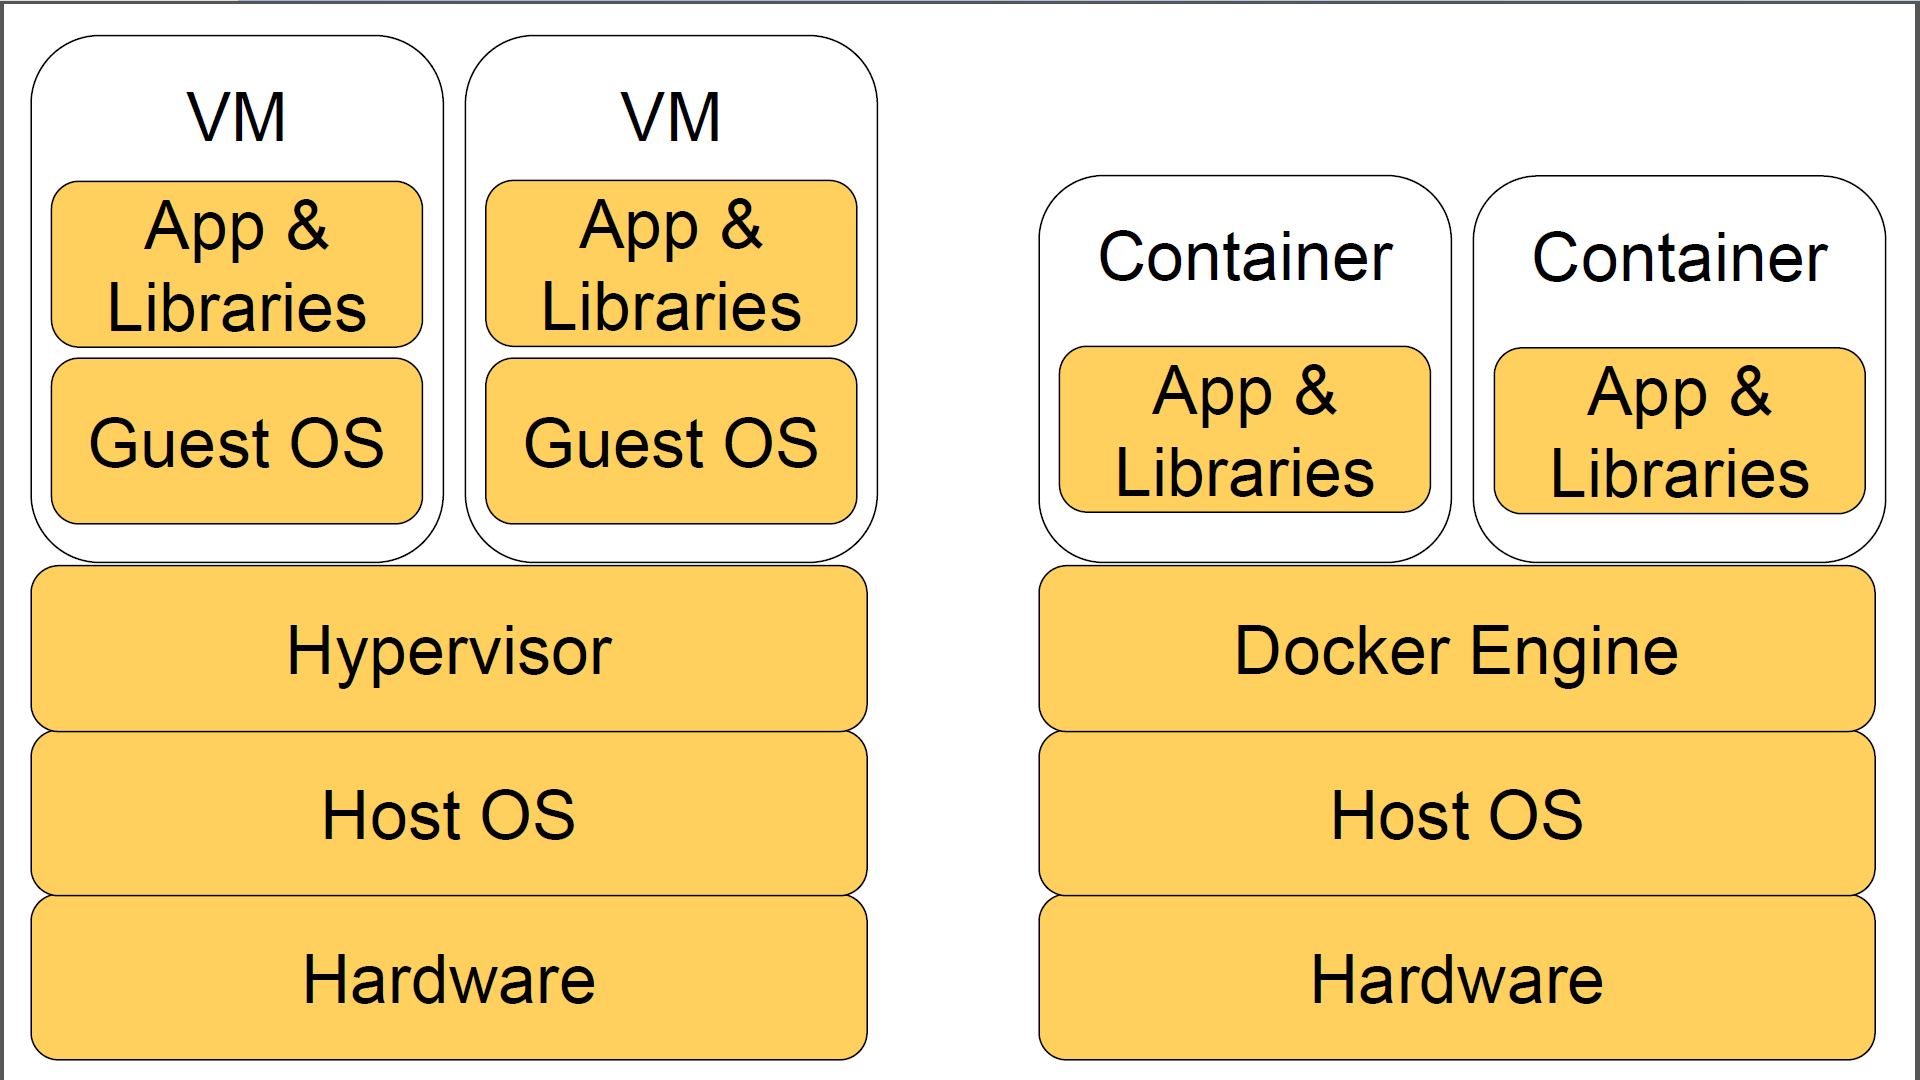 VM
App &
Libraries
Guest OS
VM
App &
Libraries
Guest OS
Hypervisor
Host OS
Hardware
Container
App &
Libraries
Container
App &
Libraries
Docker Engine
Host OS
Hardware